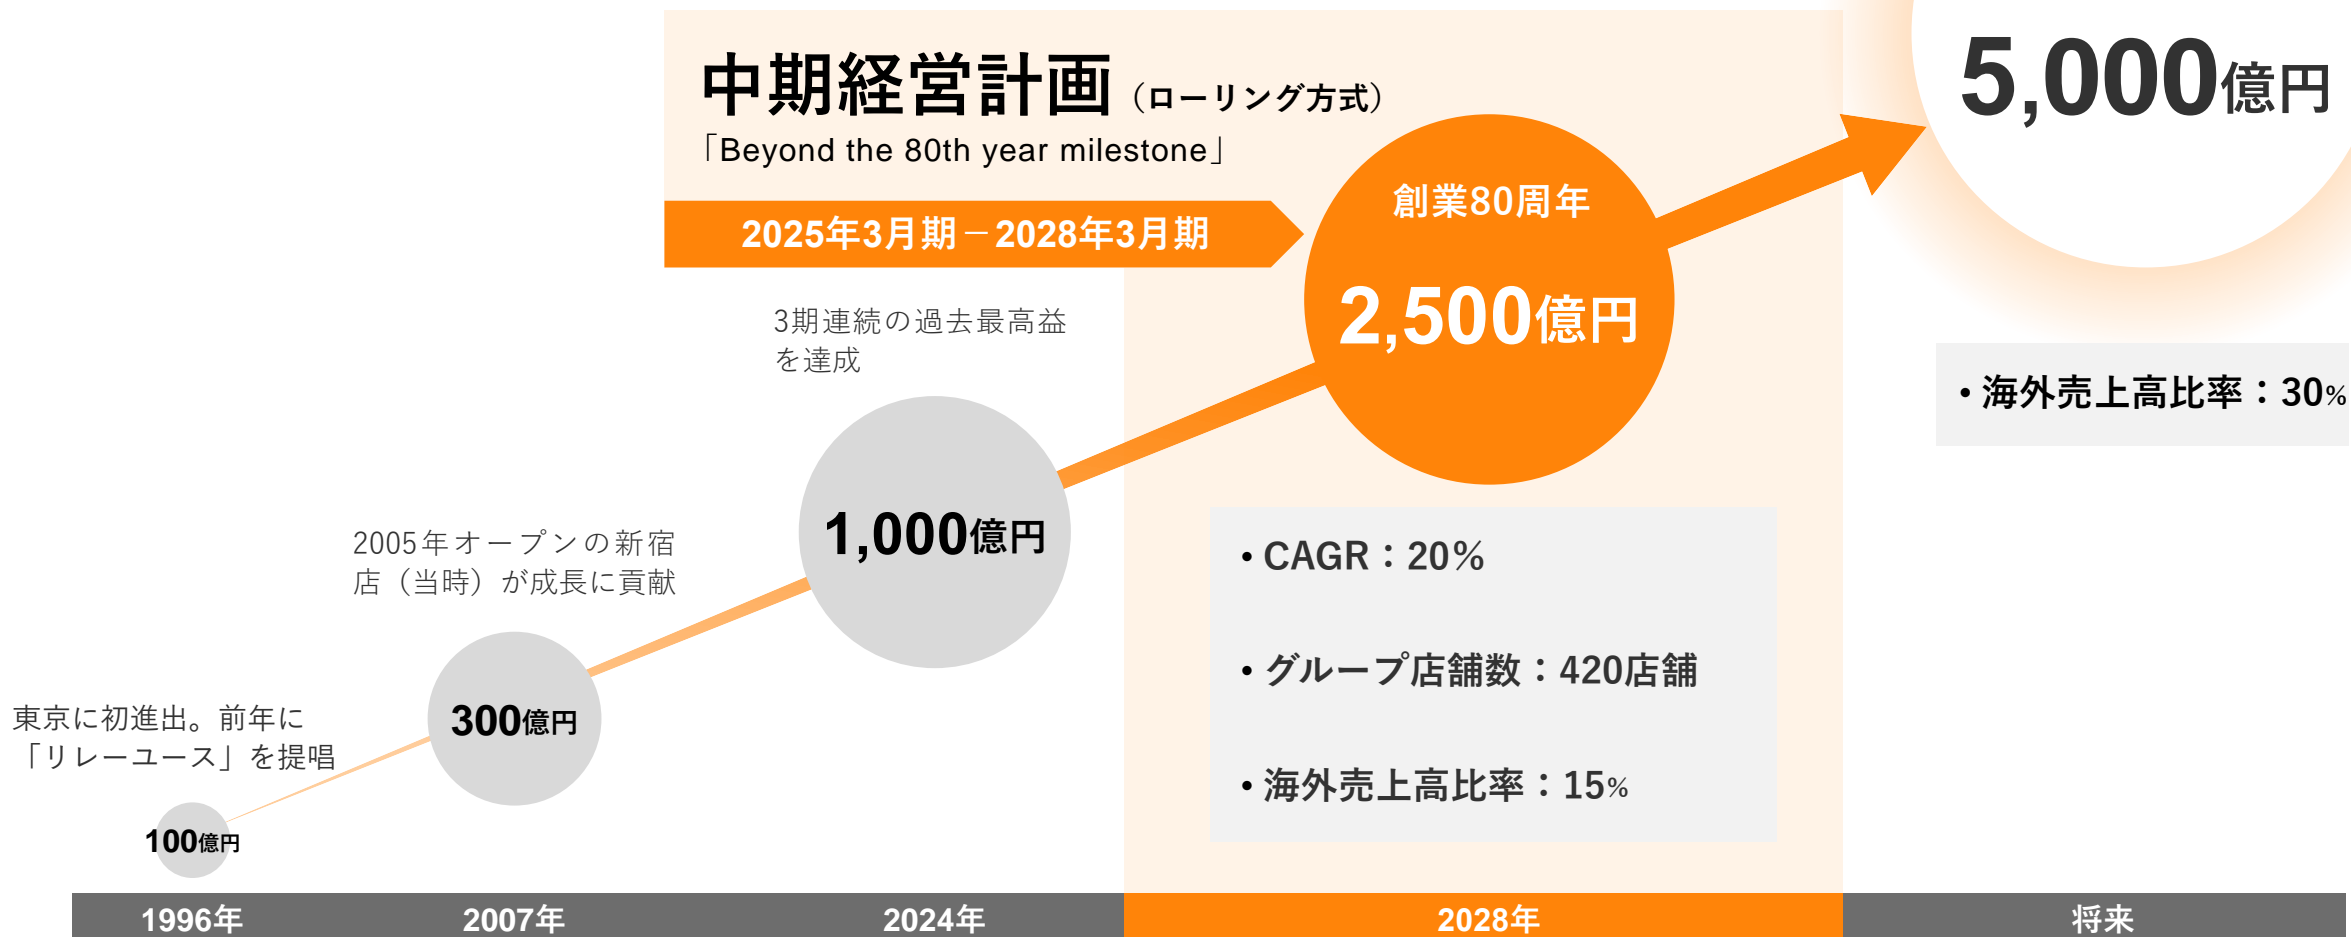 中期経営計画（ローリング方式）
「Beyond the 80th year milestone」
2025年3月期－2028年3月期
5,000億円
創業80周年
2,500億円
・海外売上高比率：30%
3期連続の過去最高益
を達成
1,000億円
・CAGR：20%
・グループ店舗数：420店舗
・海外売上高比率：15%
2005年オープンの新宿
店（当時）が成長に貢献
300億円
東京に初進出。前年に
「リレーユース」を提唱
100億円
1996年
2007年
2024年
2028年
将来